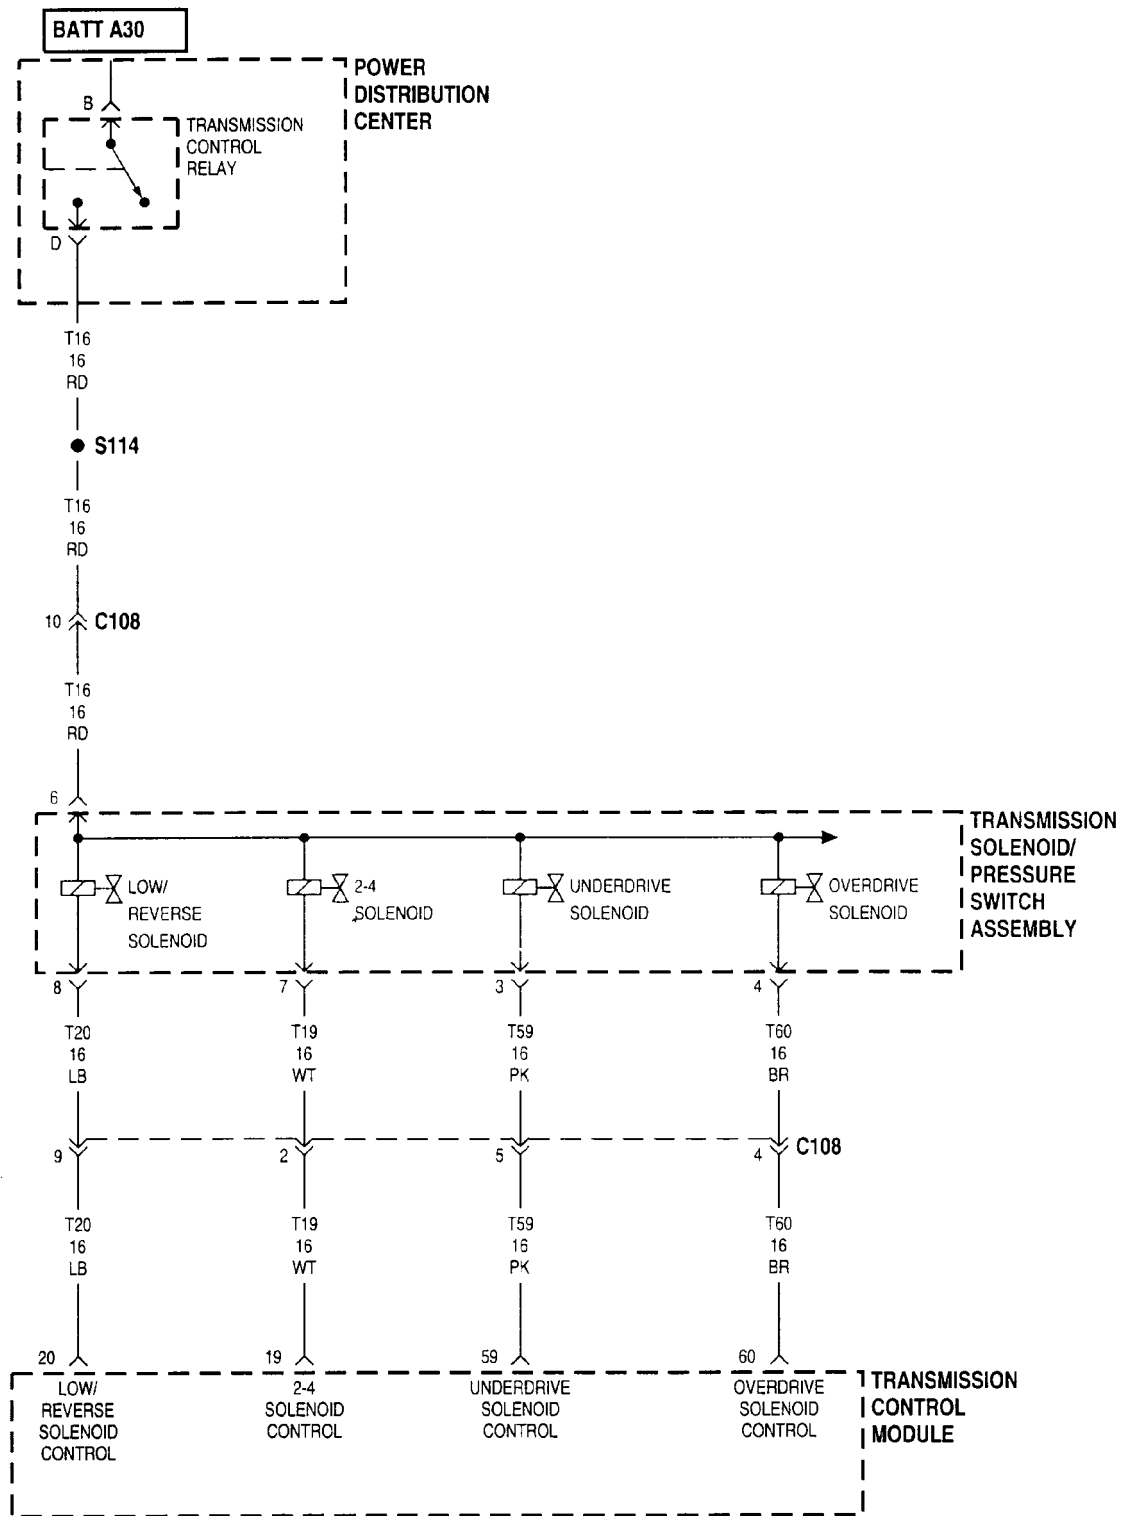 BATT A30
POWER
DISTRIBUTION
CENTER
B
TRANSMISSION
CONTROL
RELAY
D
T16
16
RD
S114
T16
16
RD
10 C108
T16
16
RD
6
TRANSMISSION
SOLENOID/
PRESSURE
SWITCH
ASSEMBLY
LOW/
REVERSE
SOLENOID
2-4
SOLENOID
UNDERDRIVE
SOLENOID
OVERDRIVE
SOLENOID
8 7 3 4
T20 T19 T59 T60
16 16 16 16
LB WT PK BR
9 2 5 4 C108
T20 T19 T59 T60
16 16 16 16
LB WT PK BR
20 19 59 60
LOW/
REVERSE
SOLENOID
CONTROL
2-4
SOLENOID
CONTROL
UNDERDRIVE
SOLENOID
CONTROL
OVERDRIVE
SOLENOID
CONTROL
TRANSMISSION
CONTROL
MODULE